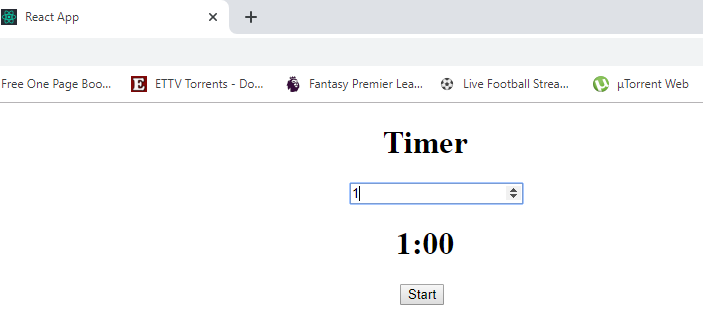 React App
Free One Page Boo... ETTV Torrents - Do... Fantasy Premier Lea... Live Football Strea... µTorrent Web
Timer
1
1:00
Start